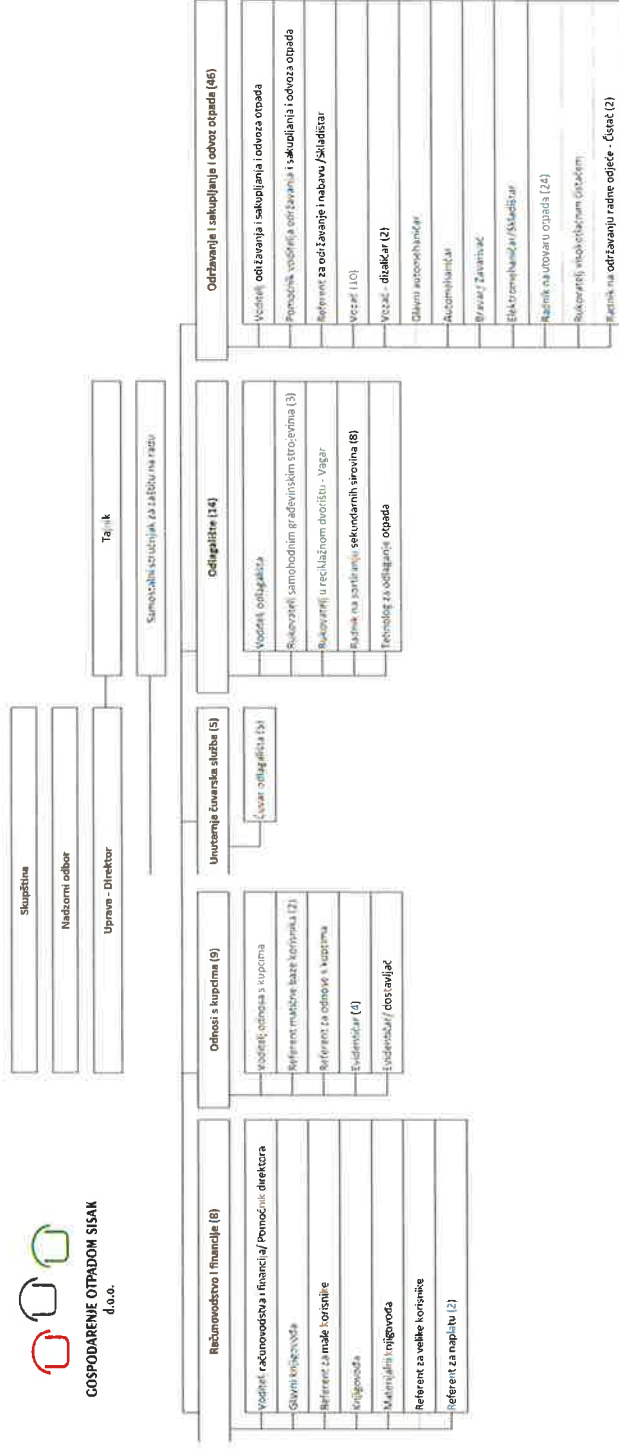 GOSPODARENJE OTPADOM SISAK
d.o.o.
Skupština
Nadzorni odbor
Uprava - Direktor
Tajnik
Samostalni stručnjak za zaštitu na radu
Računovodstvo i financije (8)
Voditelj računovodstva i financija/ Pomoćnik direktora
Glavni knjigovođa
Referent za male korisnike
Knjigovođa
Materijalni knjigovođa
Referent za velike korisnike
Referent za naplatu (2)
Odnosi s kupcima (9)
Voditelj odnosa s kupcima
Referent matične baze korisnika (2)
Referent za odnose s kupcima
Evidentičar (4)
Evidentičar/ dostavljač
Unutarnja čuvarska služba (5)
Čuvar odlagališta (5)
Odlagalište (14)
Voditelj odlagališta
Rukovatelj samohodnim građevinskim strojevima (3)
Rukovatelj u reciklažnom dvorištu - Vagar
Radnik na sortiranju sekundarnih sirovina (8)
Tehnolog za odlaganje otpada
Održavanje i sakupljanje i odvoz otpada (46)
Voditelj održavanja i sakupljanja i odvoza otpada
Pomoćnik voditelja održavanja i sakupljanja i odvoza otpada
Referent za održavanje i nabavu /Skladištar
Vozač (10)
Vozač - dizaličar (2)
Glavni automehaničar
Automehaničar
Bravar/ Zavarivač
Elektromehaničar/Skladištar
Radnik na utovaru otpada (24)
Rukovatelj visokotlačnim čistačem
Radnik na održavanju radne odjeće - Čistač (2)